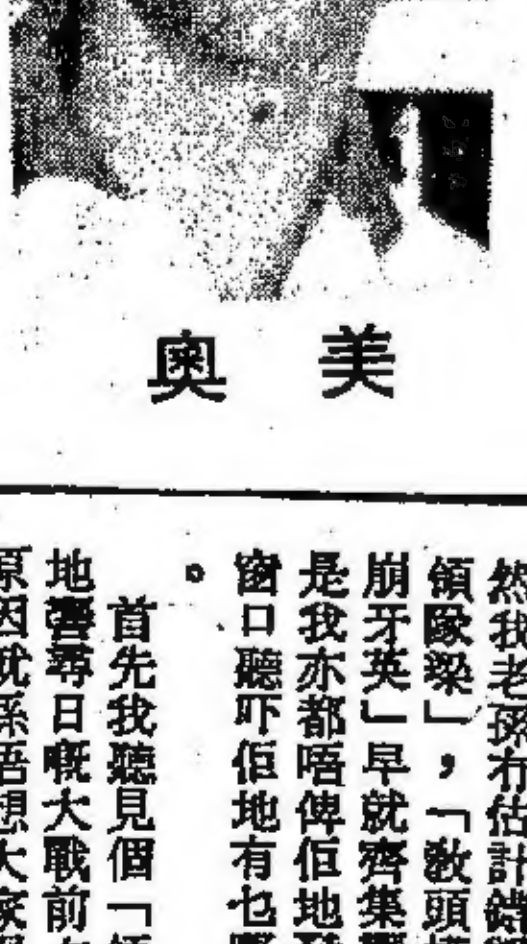 美奧
然我老孫冇估計錯
領隊梁」，「教頭
崩牙英」早就齊集
是我亦都唔俾佢地
窗口聽吓佢地有乜
。
首先我聽見個「
地響尋日嘅大戰前
原因就係唔想大家